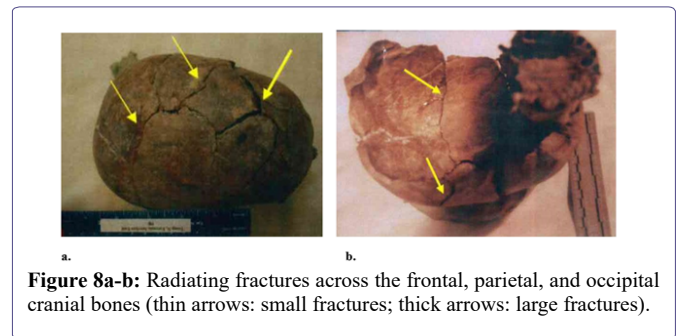 a.
b.
Figure 8a-b: Radiating fractures across the frontal, parietal, and occipital
cranial bones (thin arrows: small fractures; thick arrows: large fractures).